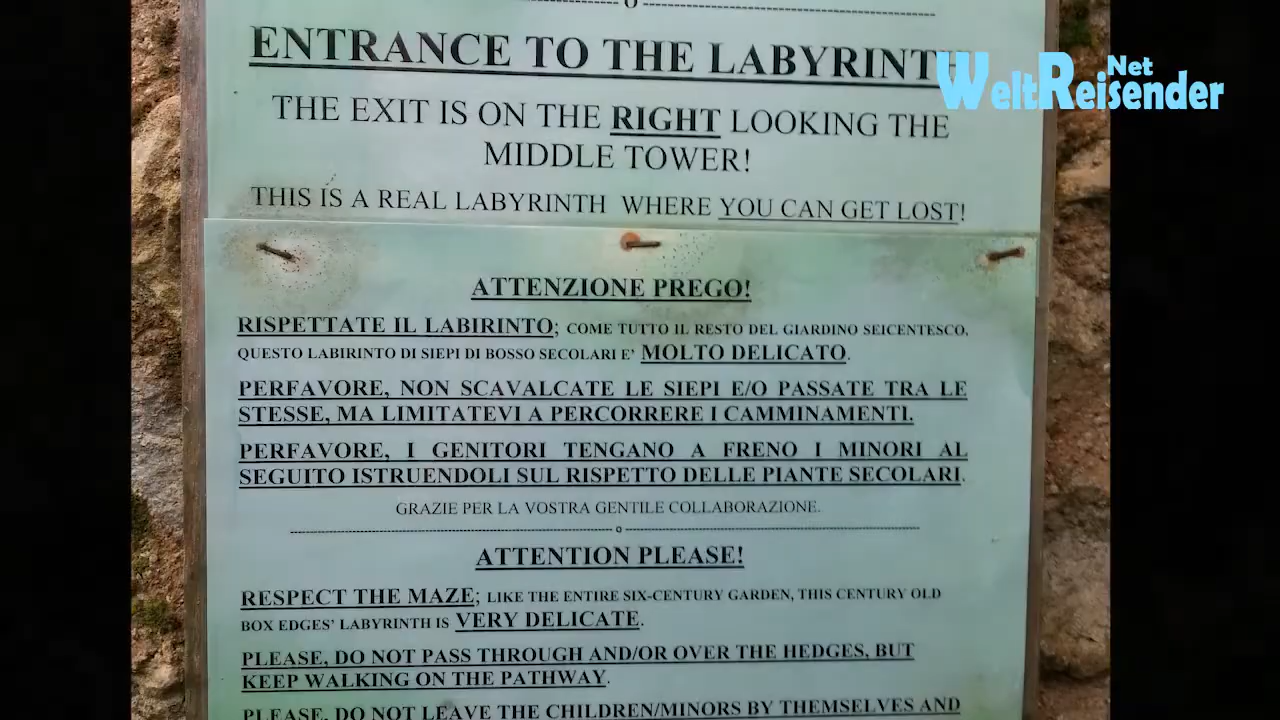 ENTRANCE TO THE LABYRINTH
Net
WeltReisender
THE EXIT IS ON THE RIGHT LOOKING THE
MIDDLE TOWER!
THIS IS A REAL LABYRINTH WHERE YOU CAN GET LOST!
ATTENZIONE PREGO!
RISPETTATE IL LABIRINTO; COME TUTTO IL RESTO DEL GIARDINO SEICENTESCO,
QUESTO LABIRINTO DI SIEPI DI BOSSO SECOLARI E' MOLTO DELICATO.
PERFAVORE, NON SCAVALCATE LE SIEPI E/O PASSATE TRA LE
STESSE, MA LIMITATEVI A PERCORRERE I CAMMINAMENTI.
PERFAVORE, I GENITORI TENGANO A FRENO I MINORI AL
SEGUITO ISTRUENDOLI SUL RISPETTO DELLE PIANTE SECOLARI.
GRAZIE PER LA VOSTRA GENTILE COLLABORAZIONE.
ATTENTION PLEASE!
RESPECT THE MAZE; LIKE THE ENTIRE SIX-CENTURY GARDEN, THIS CENTURY OLD
BOX EDGES' LABYRINTH IS VERY DELICATE.
PLEASE, DO NOT PASS THROUGH AND/OR OVER THE HEDGES, BUT
KEEP WALKING ON THE PATHWAY.
PLEASE, DO NOT LEAVE THE CHILDREN/MINORS BY THEMSELVES AND